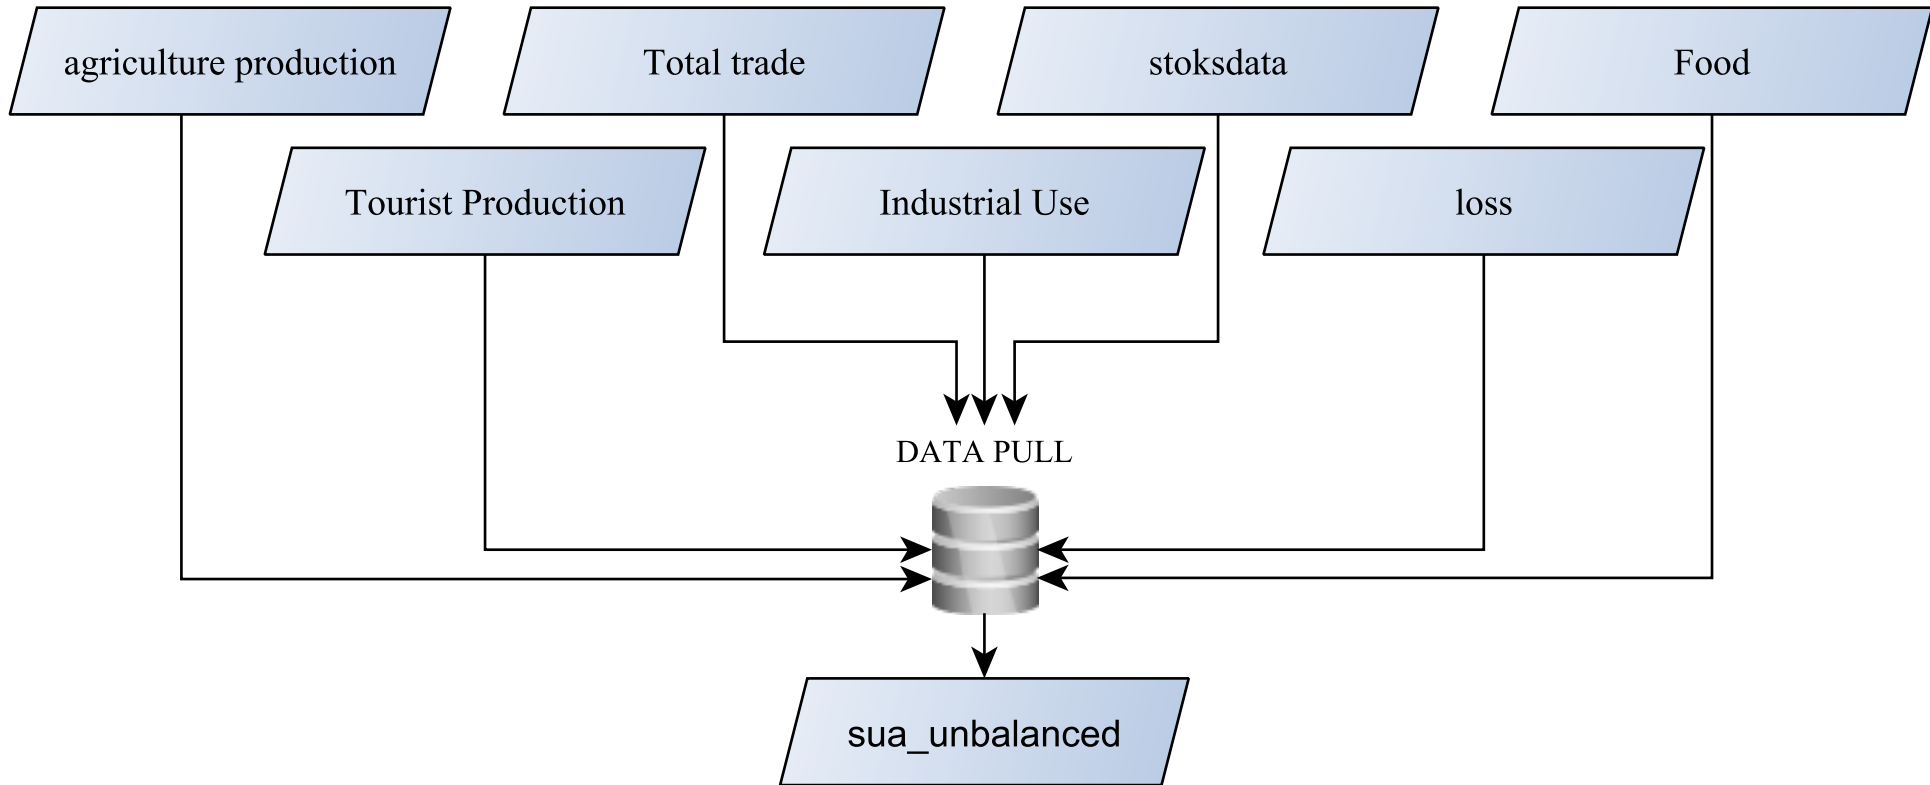 agriculture production
Total trade
stoksdata
Food
Tourist Production
Industrial Use
loss
DATA PULL
sua_unbalanced